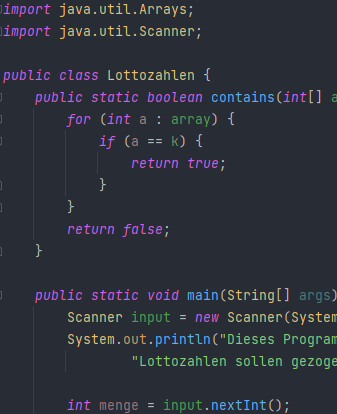 import java.util.Arrays;
import java.util.Scanner;
public class Lottozahlen {
public static boolean contains(int[] a
for (int a : array) {
if (a == k) {
return true;
}
}
return false;
}
public static void main(String[] args)
Scanner input = new Scanner(System
System.out.println("Dieses Program
"Lottozahlen sollen gezoge
int menge = input.nextInt();